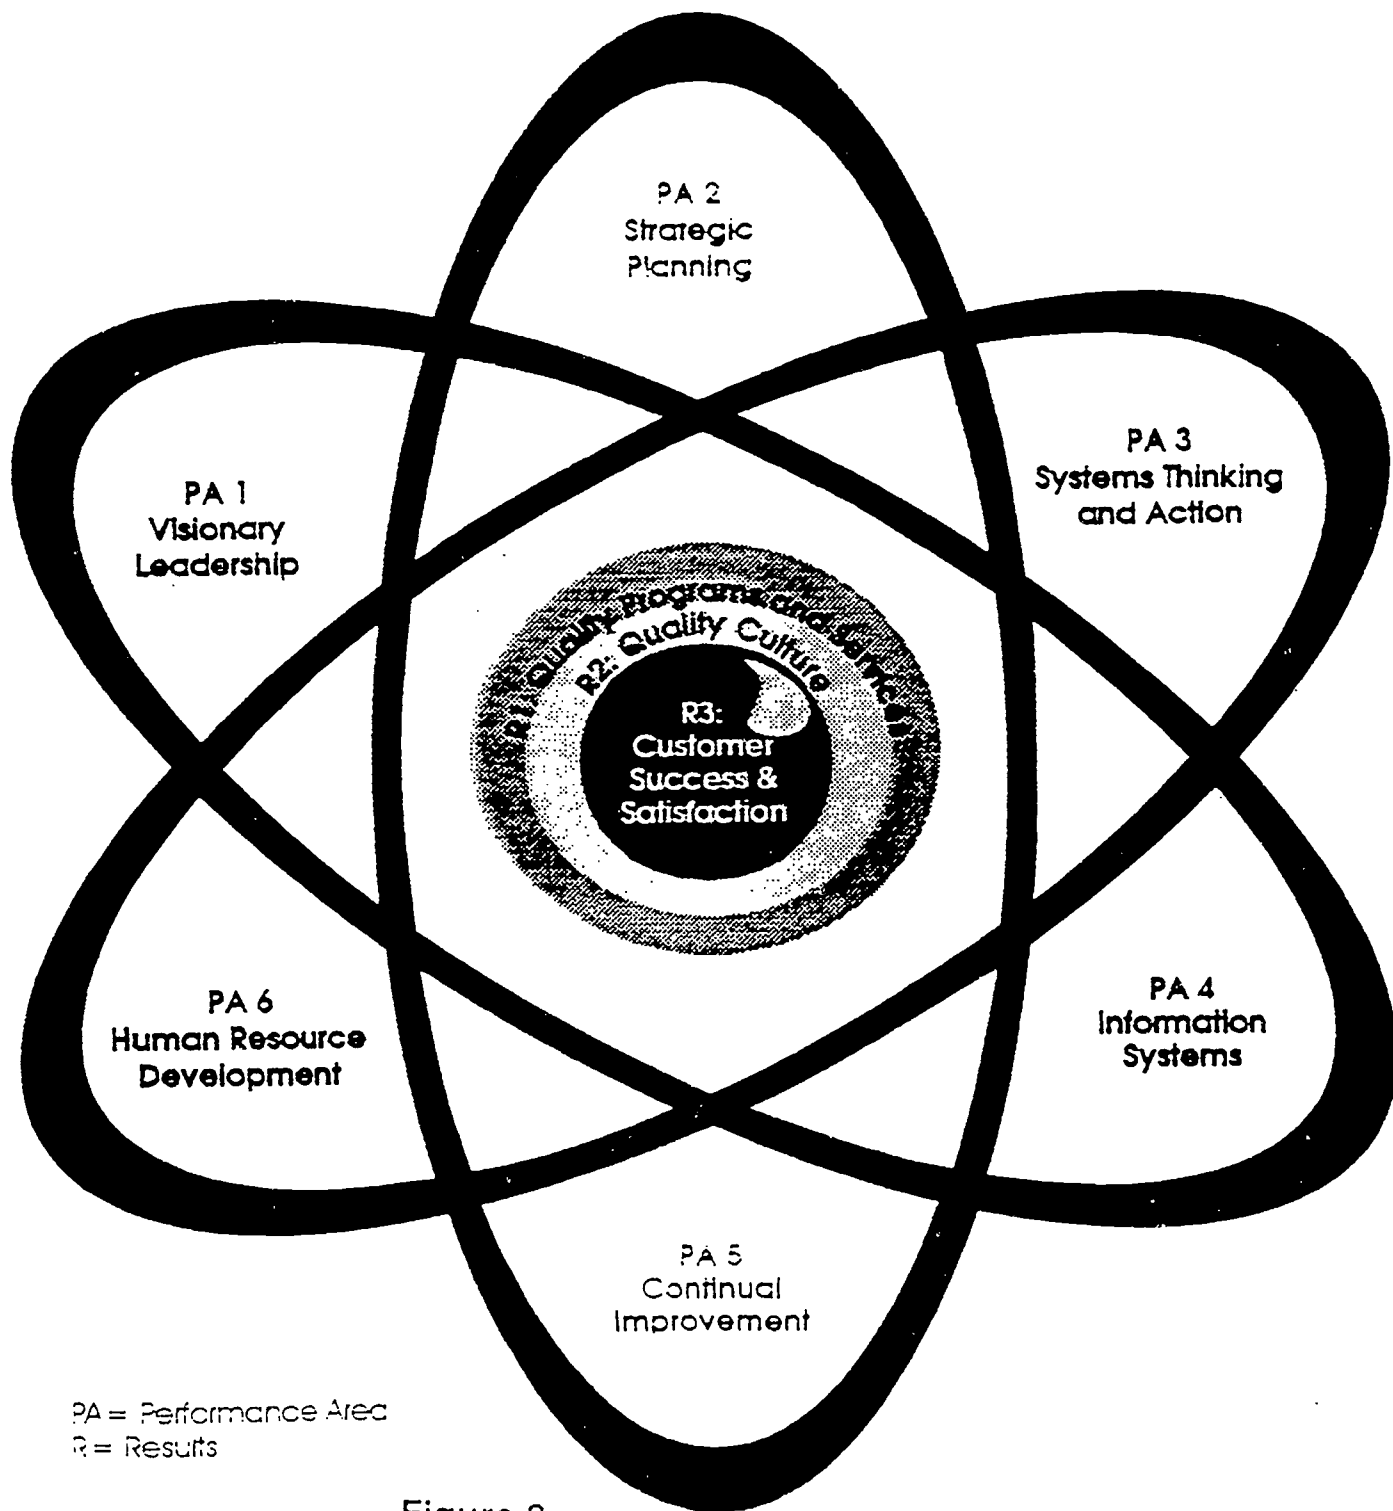 PA 2
Strategic
Planning
PA 1
Visionary
Leadership
PA 3
Systems Thinking
and Action
R1: Quality Programs and Services
R2: Quality Culture
R3:
Customer
Success &
Satisfaction
PA 6
Human Resource
Development
PA 4
Information
Systems
PA 5
Continual
Improvement
PA = Performance Area
R = Results
Figure